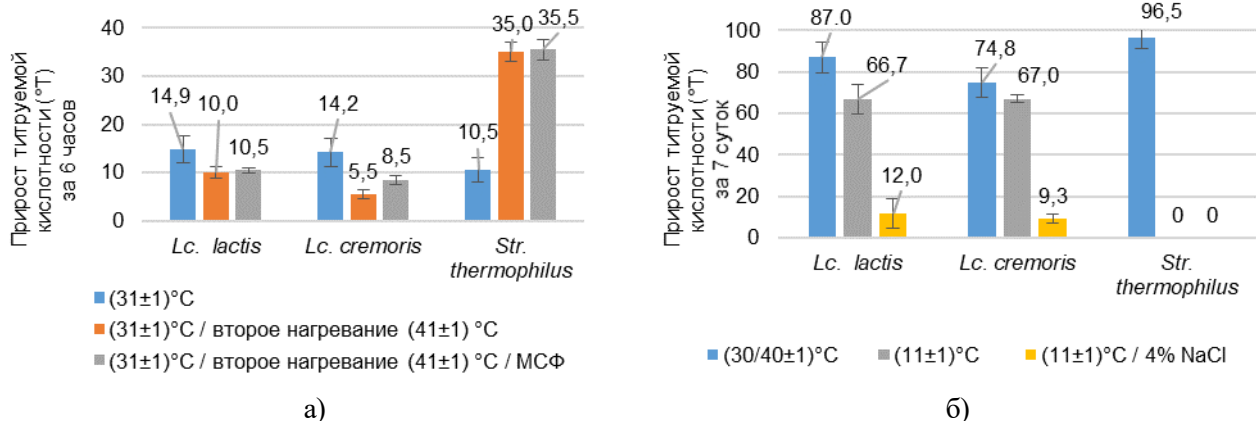 Прирост титруемой
кислотности (°Т)
за 6 часов
40
30
20
10
0
14,9
10,0
10,5
14,2
5,5
8,5
10,5
35,0
35,5
Lc. lactis
Lc. cremoris
Str.
thermophilus
(31±1)°C
(31±1)°C / второе нагревание (41±1) °C
(31±1)°C / второе нагревание (41±1) °C / МСФ
а)
Прирост титруемой
кислотности (°Т)
за 7 суток
100
80
60
40
20
0
87.0
66,7
12,0
74,8
67,0
9,3
96,5
0
0
Lc. lactis
Lc. cremoris
Str.
thermophilus
(30/40±1)°C
(11±1)°C
(11±1)°C / 4% NaCl
б)